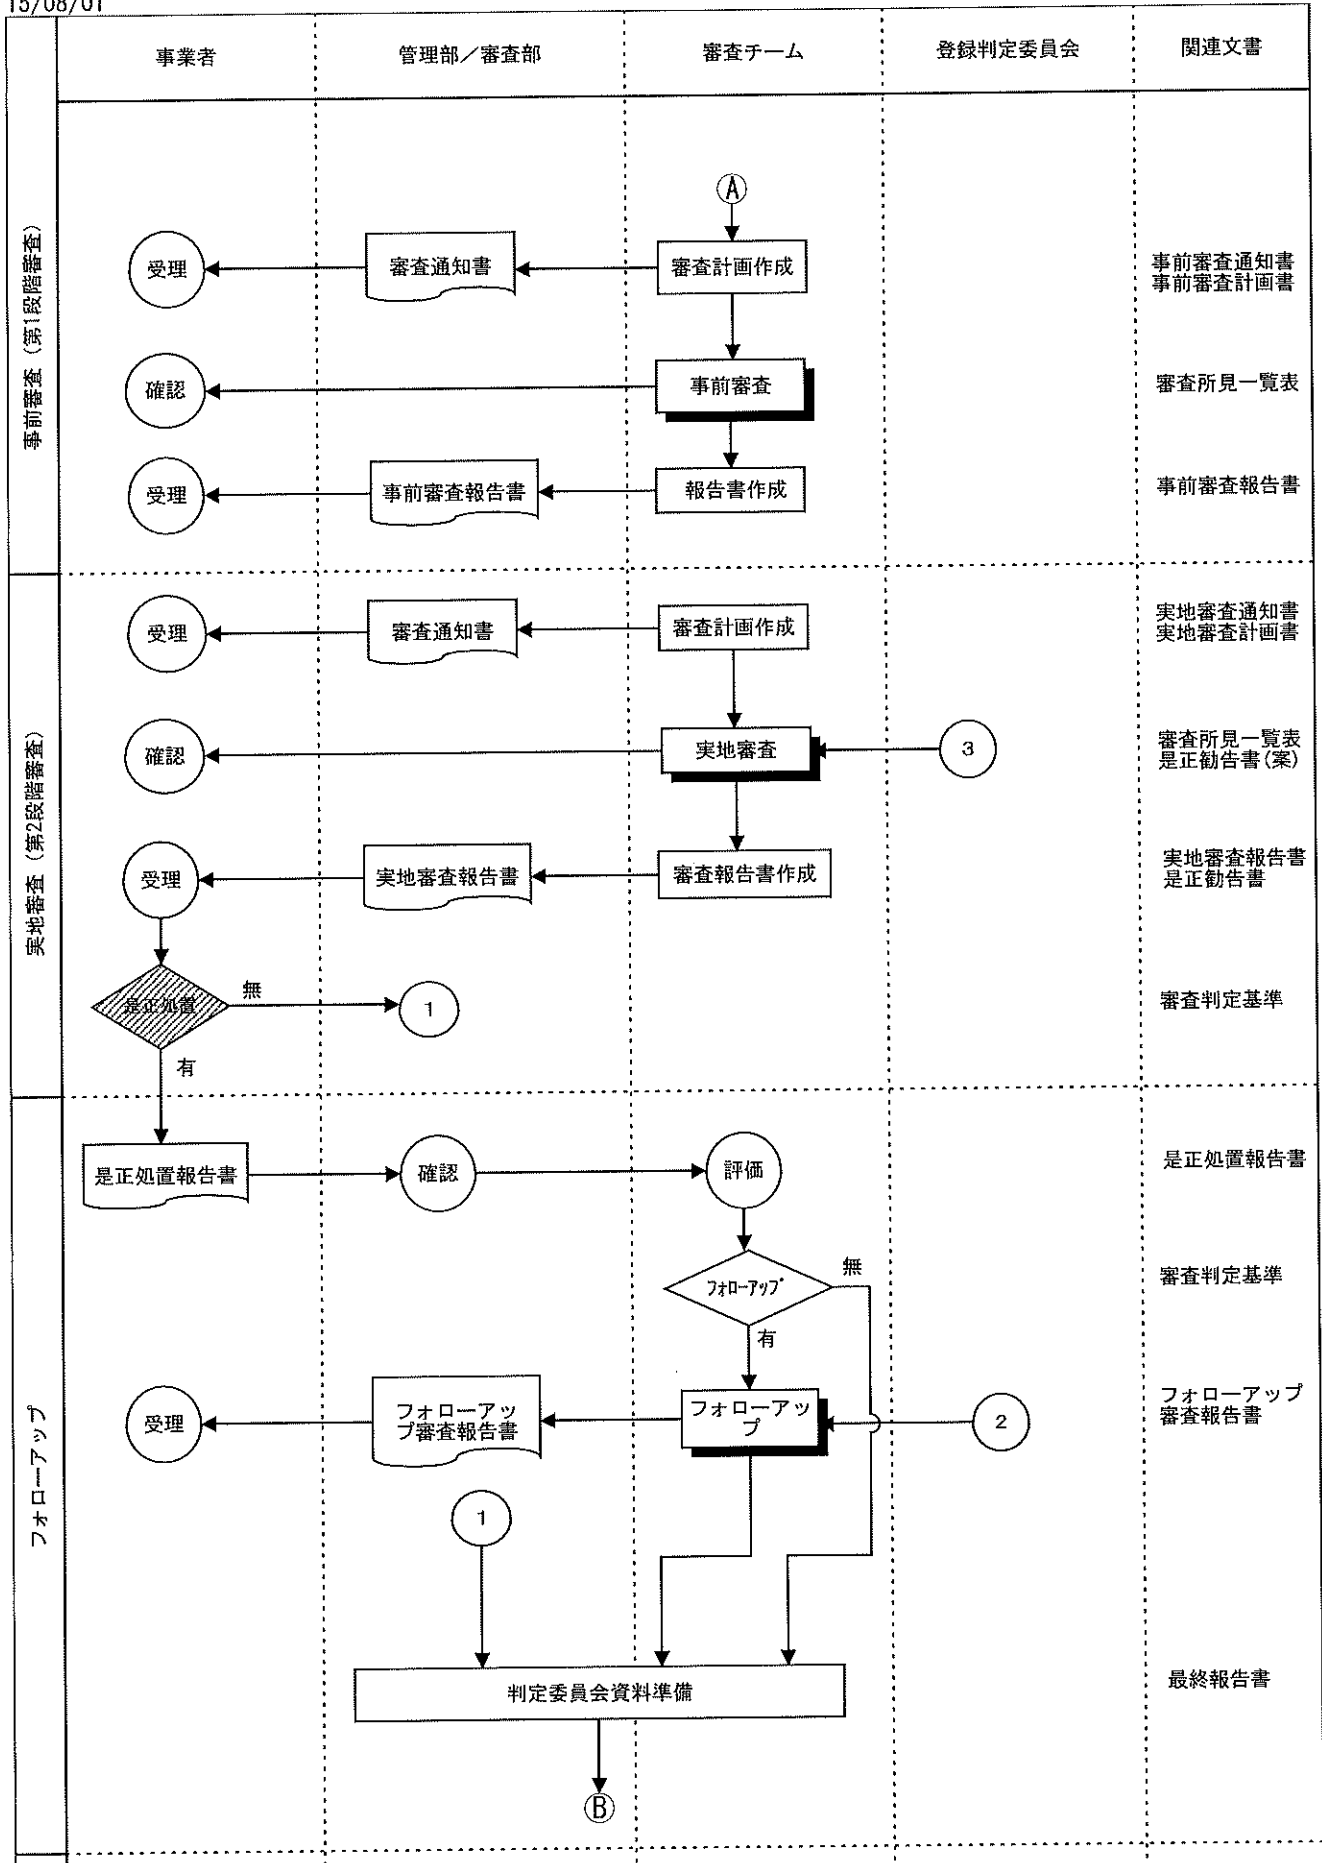 15/08/01
事業者
管理部／審査部
審査チーム
登録判定委員会
関連文書
事前審査（第1段階審査）
Ⓐ
受理
審査通知書
審査計画作成
事前審査通知書
事前審査計画書
確認
事前審査
審査所見一覧表
受理
事前審査報告書
報告書作成
事前審査報告書
実地審査（第2段階審査）
受理
審査通知書
審査計画作成
実地審査通知書
実地審査計画書
確認
実地審査
3
審査所見一覧表
是正勧告書(案)
受理
実地審査報告書
審査報告書作成
実地審査報告書
是正勧告書
是正処置
無
1
審査判定基準
有
フォローアップ
是正処置報告書
確認
評価
是正処置報告書
ﾌｫﾛｰｱｯﾌﾟ
無
審査判定基準
有
受理
フォローアッ
プ審査報告書
フォローアッ
プ
2
フォローアップ
審査報告書
1
判定委員会資料準備
最終報告書
Ⓑ